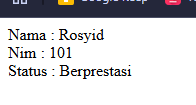 Nama : Rosyid
Nim : 101
Status : Berprestasi